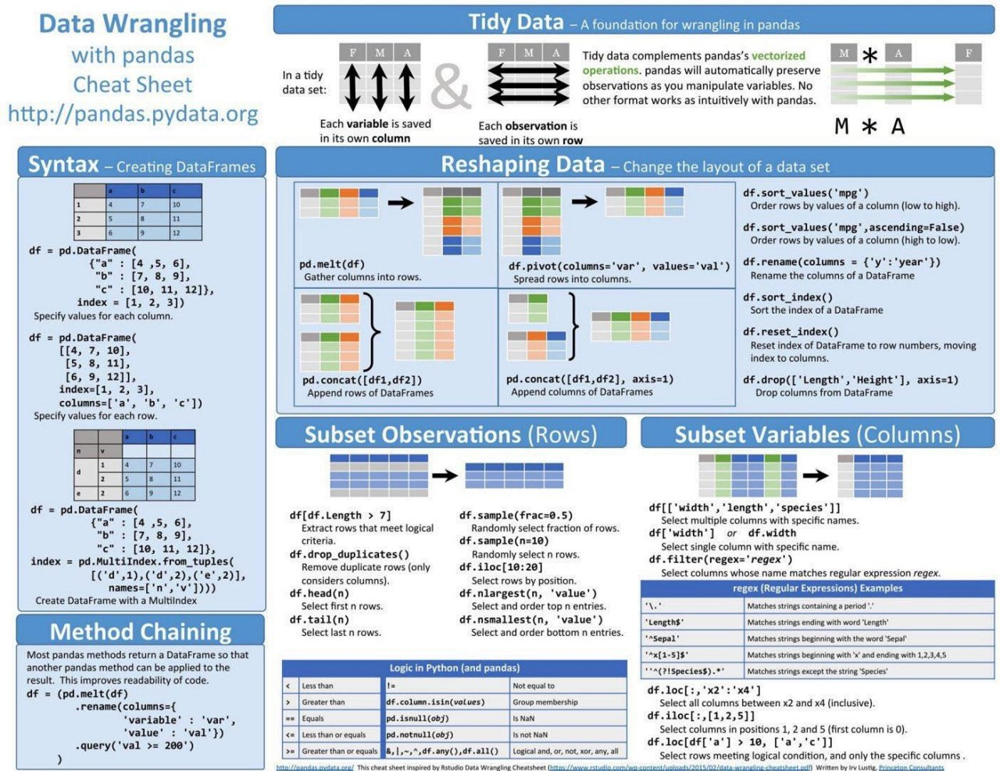 Data Wrangling
with pandas
Cheat Sheet
http://pandas.pydata.org
Tidy Data – A foundation for wrangling in pandas
In a tidy
data set:
F M A
&
F M A
Each variable is saved
in its own column
Each observation is
saved in its own row
Tidy data complements pandas's vectorized
operations. pandas will automatically preserve
observations as you manipulate variables. No
other format works as intuitively with pandas.
M * A F
M * A
Syntax – Creating DataFrames
a b c
1 4 7 10
2 5 8 11
3 6 9 12
df = pd.DataFrame(
{"a" : [4 ,5, 6],
"b" : [7, 8, 9],
"c" : [10, 11, 12]},
index = [1, 2, 3])
Specify values for each column.
df = pd.DataFrame(
[[4, 7, 10],
[5, 8, 11],
[6, 9, 12]],
index=[1, 2, 3],
columns=['a', 'b', 'c'])
Specify values for each row.
a b c
n v
d 1 4 7 10
2 5 8 11
e 2 6 9 12
df = pd.DataFrame(
{"a" : [4 ,5, 6],
"b" : [7, 8, 9],
"c" : [10, 11, 12]},
index = pd.MultiIndex.from_tuples(
[('d',1),('d',2),('e',2)],
names=['n','v'])))
Create DataFrame with a MultiIndex
Method Chaining
Most pandas methods return a DataFrame so that
another pandas method can be applied to the
result. This improves readability of code.
df = (pd.melt(df)
.rename(columns={
'variable' : 'var',
'value' : 'val'})
.query('val >= 200')
)
Reshaping Data – Change the layout of a data set
pd.melt(df)
Gather columns into rows.
df.pivot(columns='var', values='val')
Spread rows into columns.
pd.concat([df1,df2])
Append rows of DataFrames
pd.concat([df1,df2], axis=1)
Append columns of DataFrames
df.sort_values('mpg')
Order rows by values of a column (low to high).
df.sort_values('mpg',ascending=False)
Order rows by values of a column (high to low).
df.rename(columns = {'y':'year'})
Rename the columns of a DataFrame
df.sort_index()
Sort the index of a DataFrame
df.reset_index()
Reset index of DataFrame to row numbers, moving
index to columns.
df.drop(['Length','Height'], axis=1)
Drop columns from DataFrame
Subset Observations (Rows)
df[df.Length > 7]
Extract rows that meet logical
criteria.
df.drop_duplicates()
Remove duplicate rows (only
considers columns).
df.head(n)
Select first n rows.
df.tail(n)
Select last n rows.
df.sample(frac=0.5)
Randomly select fraction of rows.
df.sample(n=10)
Randomly select n rows.
df.iloc[10:20]
Select rows by position.
df.nlargest(n, 'value')
Select and order top n entries.
df.nsmallest(n, 'value')
Select and order bottom n entries.
Logic in Python (and pandas)
< Less than != Not equal to
> Greater than df.column.isin(values) Group membership
== Equals pd.isnull(obj) Is NaN
<= Less than or equals pd.notnull(obj) Is not NaN
>= Greater than or equals &,|,~,^,df.any(),df.all() Logical and, or, not, xor, any, all
Subset Variables (Columns)
df[['width','length','species']]
Select multiple columns with specific names.
df['width'] or df.width
Select single column with specific name.
df.filter(regex='regex')
Select columns whose name matches regular expression regex.
regex (Regular Expressions) Examples
'\.' Matches strings containing a period '.'
'Length$' Matches strings ending with word 'Length'
'^Sepal' Matches strings beginning with the word 'Sepal'
'^x[1-5]$' Matches strings beginning with 'x' and ending with 1,2,3,4,5
''^(?!Species$).*' Matches strings except the string 'Species'
df.loc[:,'x2':'x4']
Select all columns between x2 and x4 (inclusive).
df.iloc[:,[1,2,5]]
Select columns in positions 1, 2 and 5 (first column is 0).
df.loc[df['a'] > 10, ['a','c']]
Select rows meeting logical condition, and only the specific columns .
http://pandas.pydata.org/ This cheat sheet inspired by Rstudio Data Wrangling Cheatsheet (https://www.rstudio.com/wp-content/uploads/2015/02/data-wrangling-cheatsheet.pdf) Written by Irv Lustig, Princeton Consultants